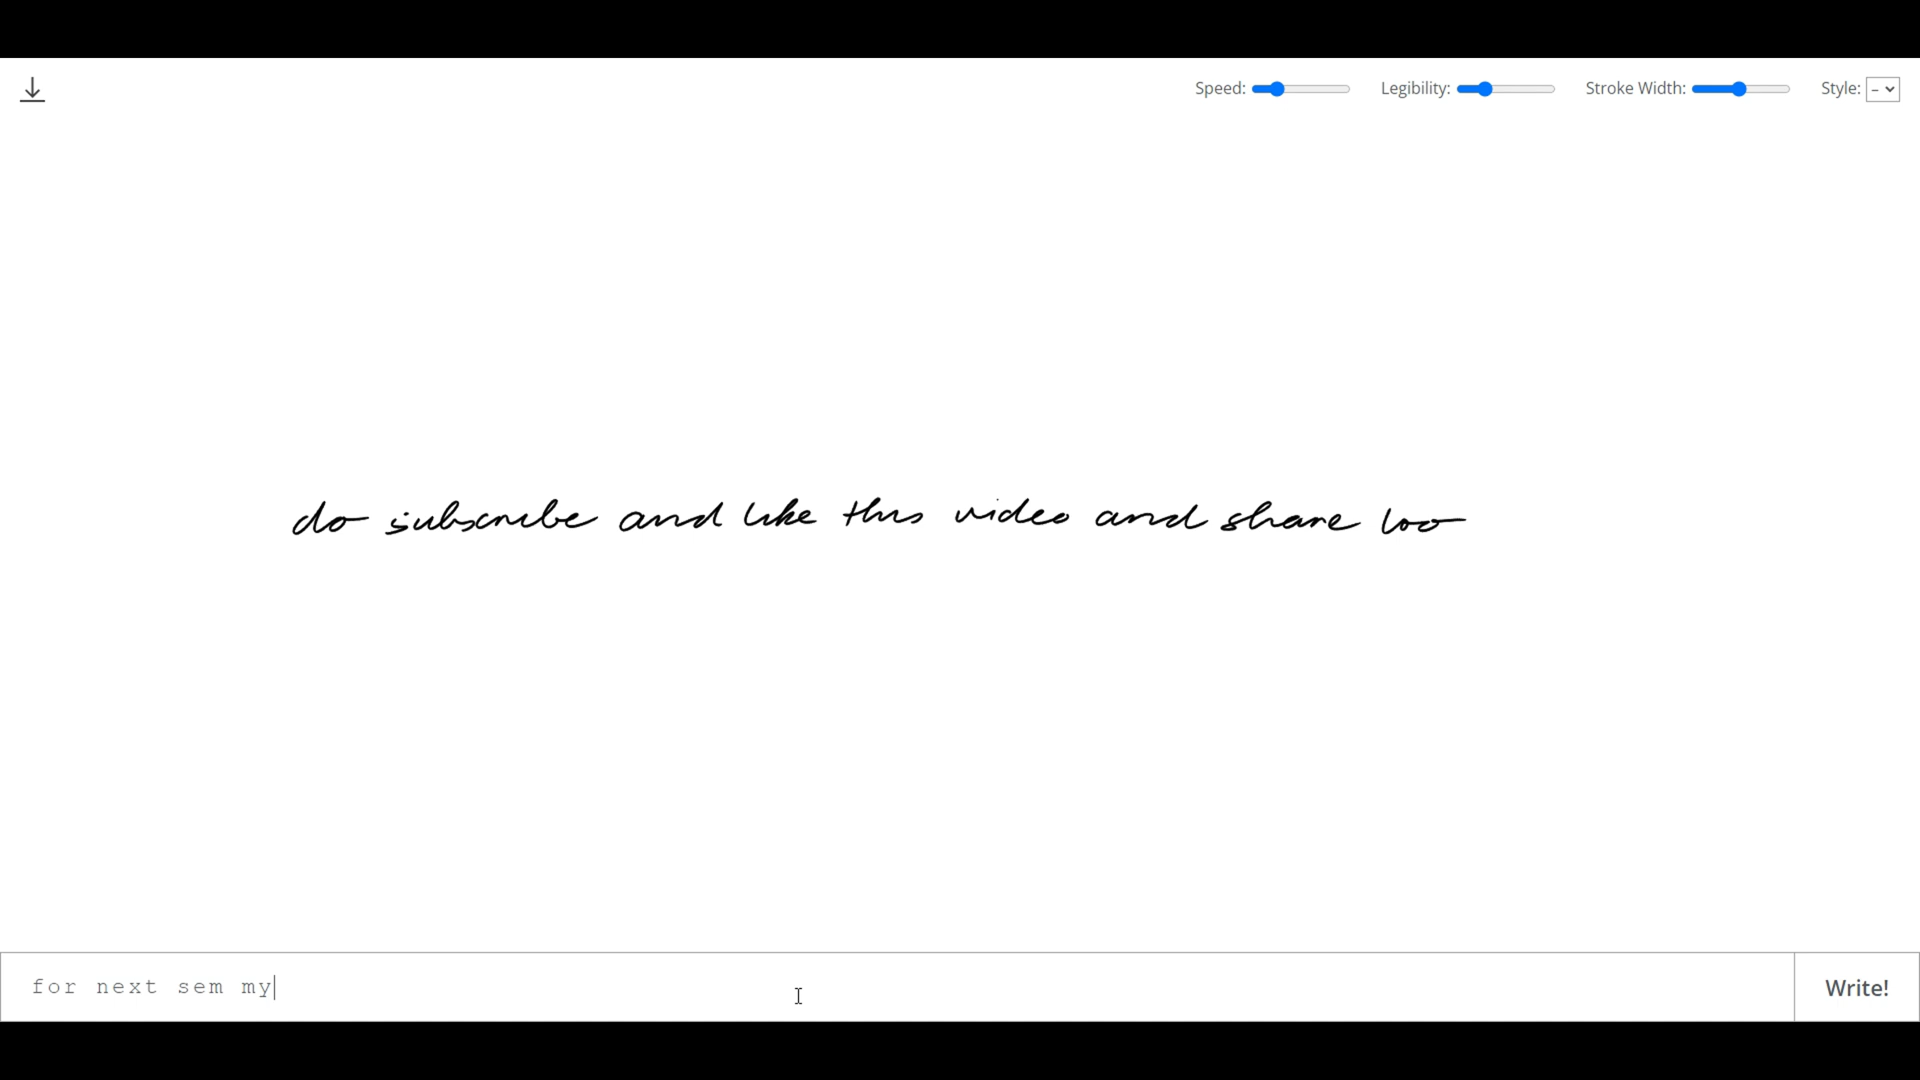 Speed: Legibility: Stroke Width: Style: -
do subscribe and like this video and share too
for next sem my
Write!